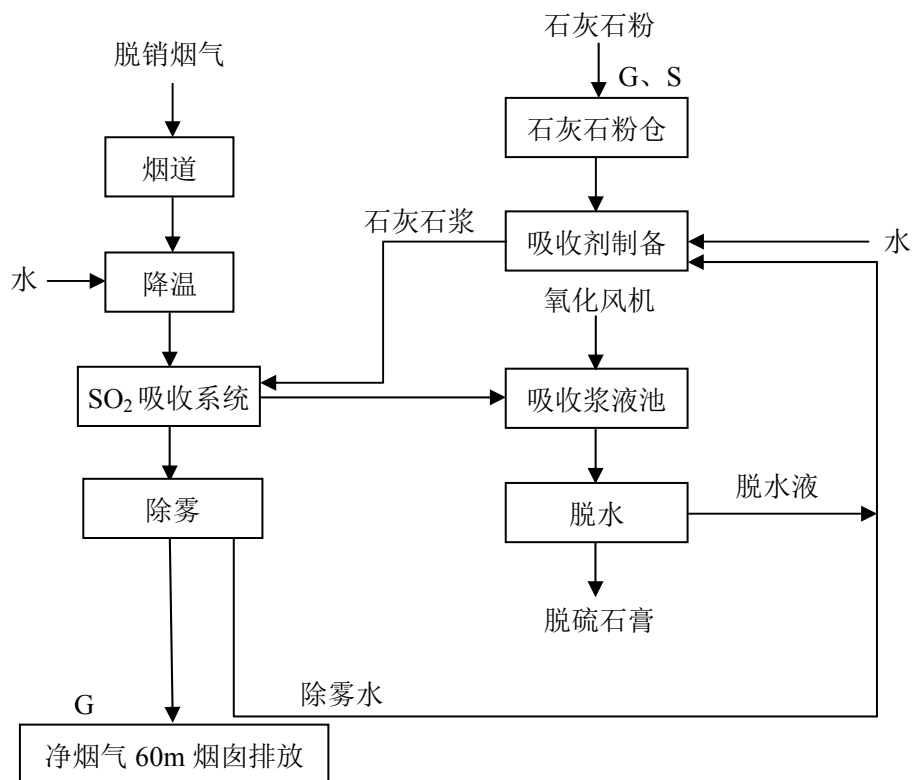 石灰石粉
脱销烟气
G、S
石灰石粉仓
烟道
石灰石浆
吸收剂制备
水
水
降温
氧化风机
SO₂吸收系统
吸收浆液池
脱水液
除雾
脱水
脱硫石膏
除雾水
G
净烟气 60m 烟囱排放